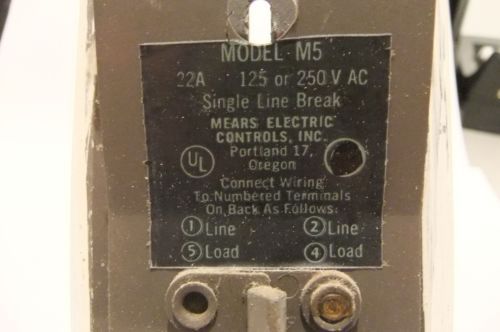 MODEL M5
22A 125 or 250 V AC
Single Line Break
MEARS ELECTRIC
CONTROLS, INC.
Portland 17,
Oregon
UL
Connect Wiring
To Numbered Terminals
On Back As Follows:
① Line ② Line
⑤ Load ④ Load